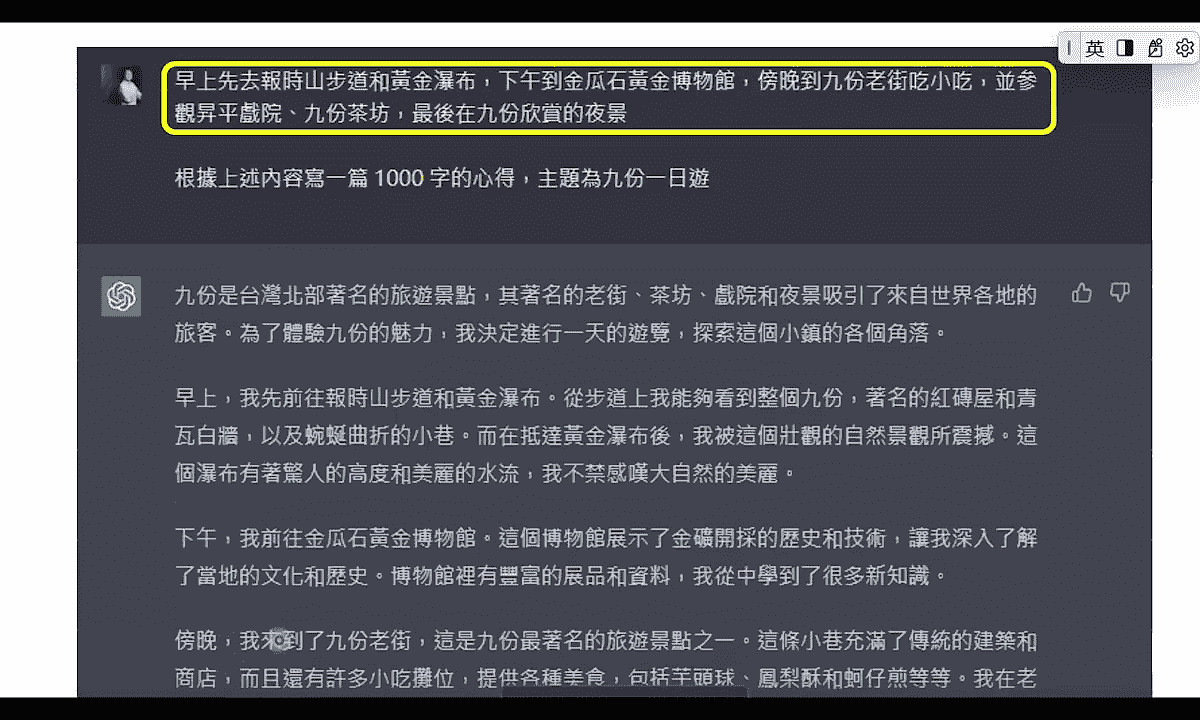 英
早上先去報時山步道和黃金瀑布，下午到金瓜石黃金博物館，傍晚到九份老街吃小吃，並參
觀昇平戲院、九份茶坊，最後在九份欣賞的夜景
根據上述內容寫一篇 1000 字的心得，主題為九份一日遊
九份是台灣北部著名的旅遊景點，其著名的老街、茶坊、戲院和夜景吸引了來自世界各地的
旅客。為了體驗九份的魅力，我決定進行一天的遊覽，探索這個小鎮的各個角落。
早上，我先前往報時山步道和黃金瀑布。從步道上我能夠看到整個九份，著名的紅磚屋和青
瓦白牆，以及蜿蜒曲折的小巷。而在抵達黃金瀑布後，我被這個壯觀的自然景觀所震撼。這
個瀑布有著驚人的高度和美麗的水流，我不禁感嘆大自然的美麗。
下午，我前往金瓜石黃金博物館。這個博物館展示了金礦開採的歷史和技術，讓我深入了解
了當地的文化和歷史。博物館裡有豐富的展品和資料，我從中學到了很多新知識。
傍晚，我來到了九份老街，這是九份最著名的旅遊景點之一。這條小巷充滿了傳統的建築和
商店，而且還有許多小吃攤位，提供各種美食，包括芋頭球、鳳梨酥和蚵仔煎等等。我在老